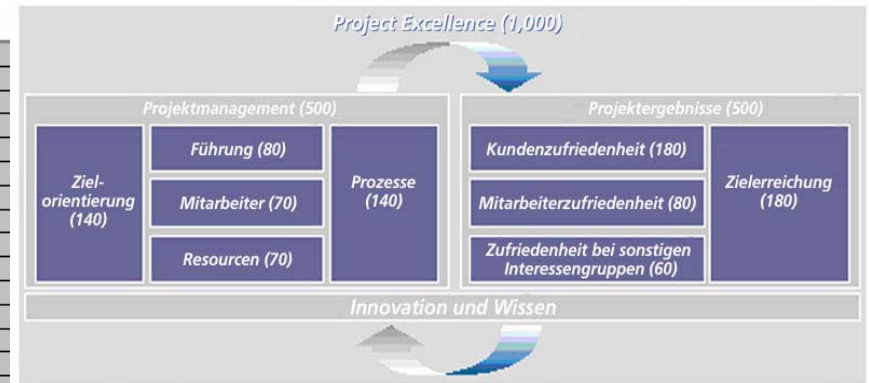 Project Excellence (1,000)
Projektmanagement (500)
Projektergebnisse (500)
Ziel-
orientierung
(140)
Führung (80)
Mitarbeiter (70)
Resourcen (70)
Prozesse
(140)
Kundenzufriedenheit (180)
Mitarbeiterzufriedenheit (80)
Zufriedenheit bei sonstigen
Interessengruppen (60)
Zielerreichung
(180)
Innovation und Wissen